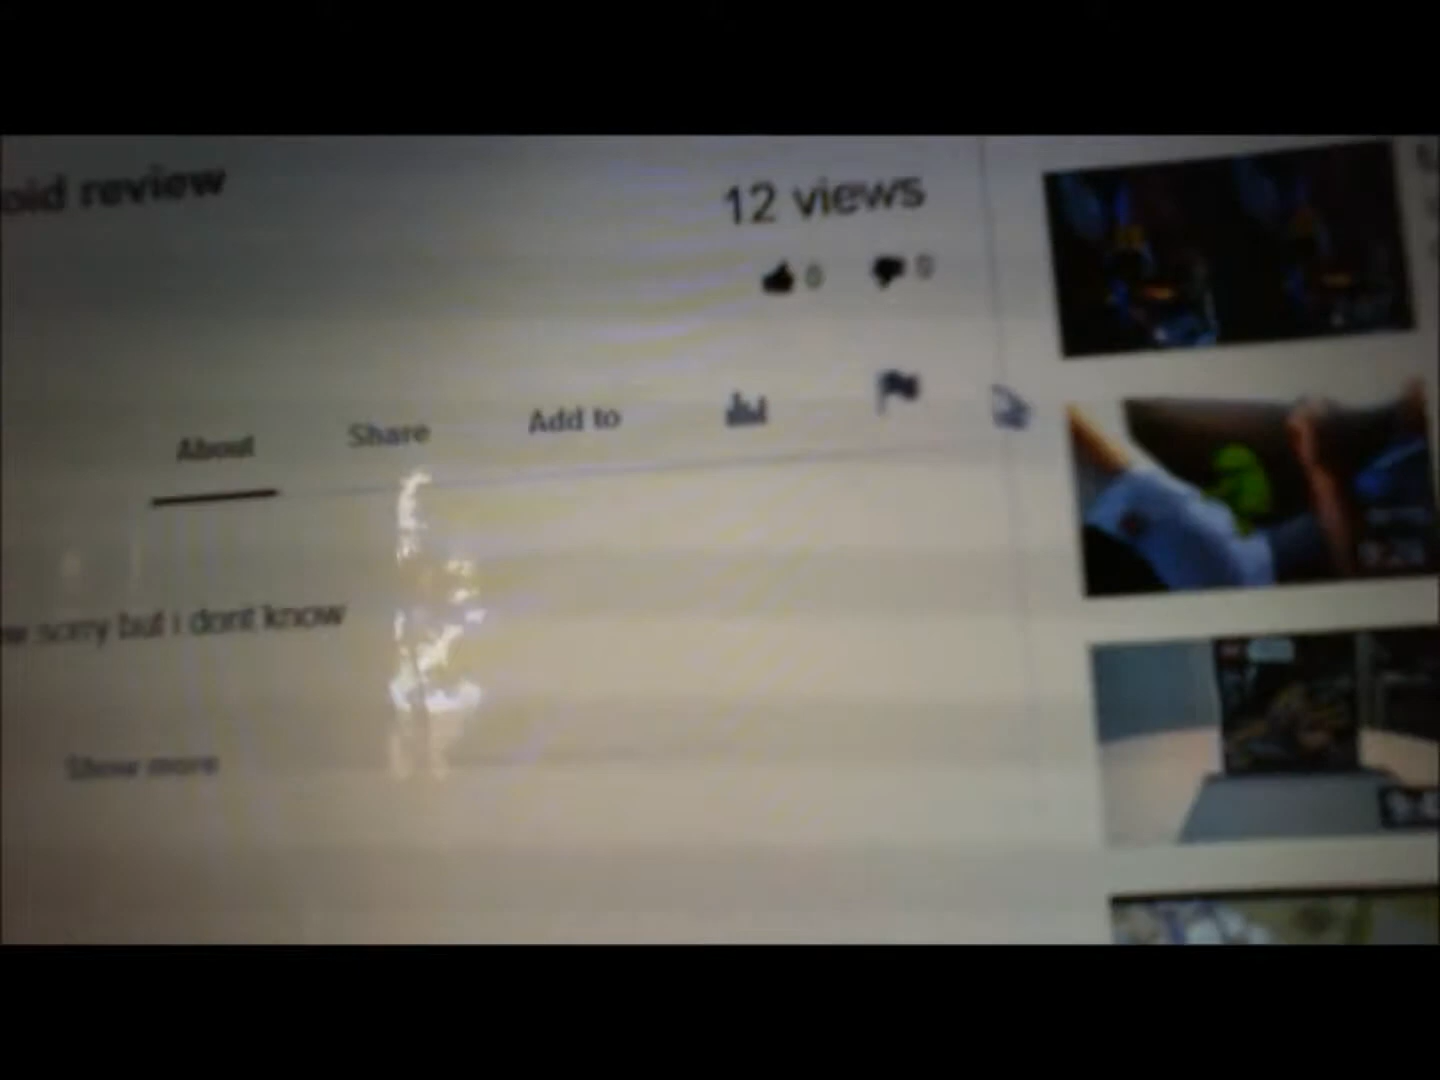 oid review
12 views
0 0
About Share Add to
w sorry but i dont know
Show more